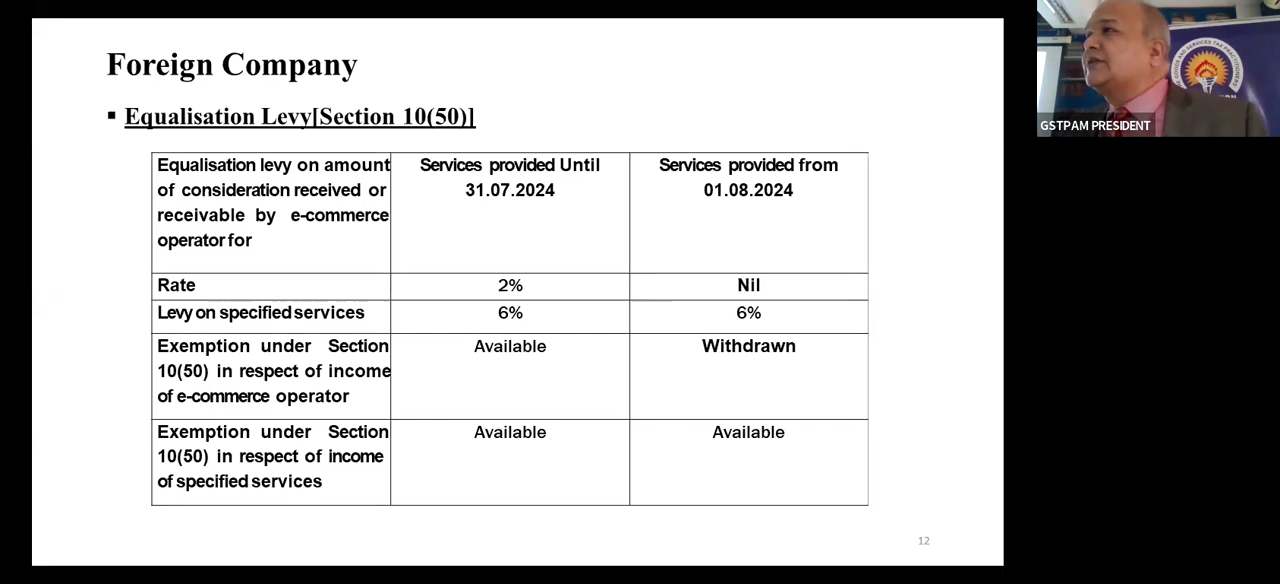 Foreign Company
▪ Equalisation Levy[Section 10(50)]
Equalisation levy on amount
of consideration received or
receivable by e-commerce
operator for
Services provided Until
31.07.2024
Services provided from
01.08.2024
Rate
2%
Nil
Levy on specified services
6%
6%
Exemption under Section
10(50) in respect of income
of e-commerce operator
Available
Withdrawn
Exemption under Section
10(50) in respect of income
of specified services
Available
Available
12
GSTPAM PRESIDENT